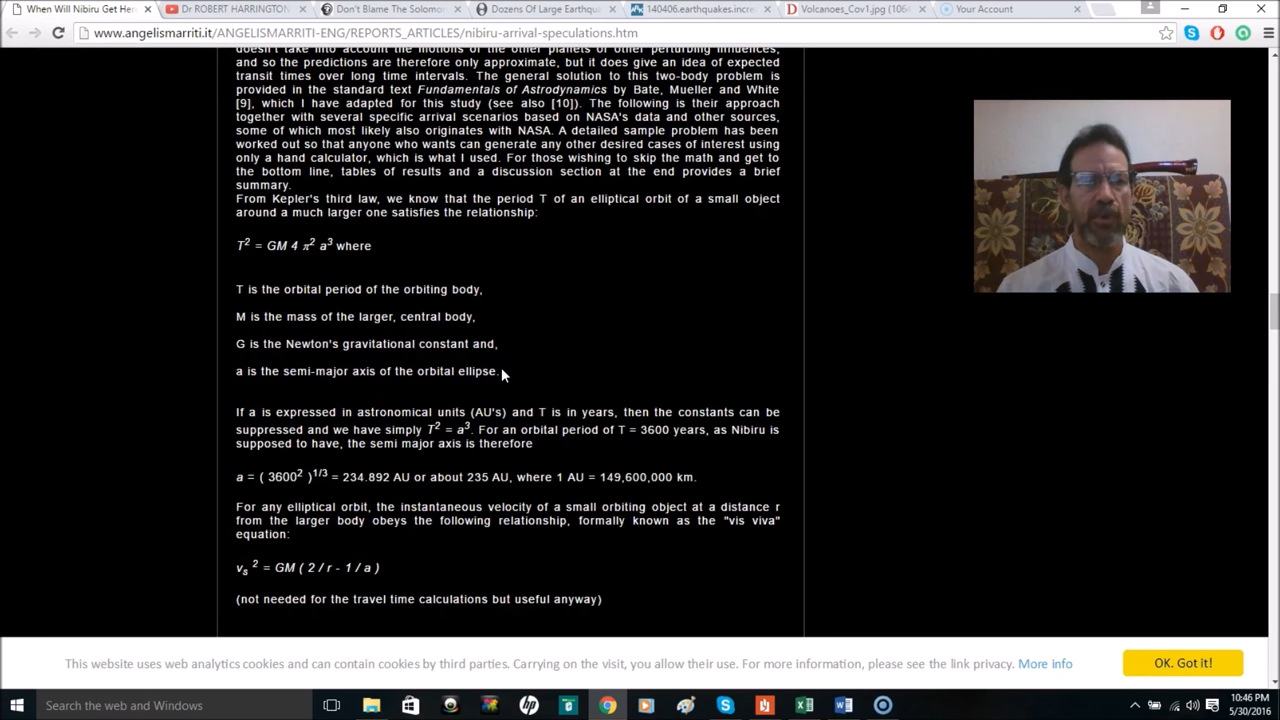 When Will Nibiru Get Here
Dr ROBERT HARRINGTON
Don't Blame The Solomo
Dozens Of Large Earthqu
140406.earthquakes.incre
Volcanoes_Cov1.jpg (1064
Your Account
www.angelismarriti.it/ANGELISMARRITI-ENG/REPORTS_ARTICLES/nibiru-arrival-speculations.htm
doesn't take into account the motions of the other planets or other perturbing influences,
and so the predictions are therefore only approximate, but it does give an idea of expected
transit times over long time intervals. The general solution to this two-body problem is
provided in the standard text Fundamentals of Astrodynamics by Bate, Mueller and White
[9], which I have adapted for this study (see also [10]). The following is their approach
together with several specific arrival scenarios based on NASA's data and other sources,
some of which most likely also originates with NASA. A detailed sample problem has been
worked out so that anyone who wants can generate any other desired cases of interest using
only a hand calculator, which is what I used. For those wishing to skip the math and get to
the bottom line, tables of results and a discussion section at the end provides a brief
summary.
From Kepler's third law, we know that the period T of an elliptical orbit of a small object
around a much larger one satisfies the relationship:
T² = GM 4 π² a³ where
T is the orbital period of the orbiting body,
M is the mass of the larger, central body,
G is the Newton's gravitational constant and,
a is the semi-major axis of the orbital ellipse.
If a is expressed in astronomical units (AU's) and T is in years, then the constants can be
suppressed and we have simply T² = a³. For an orbital period of T = 3600 years, as Nibiru is
supposed to have, the semi major axis is therefore
a = ( 3600² )^1/3 = 234.892 AU or about 235 AU, where 1 AU = 149,600,000 km.
For any elliptical orbit, the instantaneous velocity of a small orbiting object at a distance r
from the larger body obeys the following relationship, formally known as the "vis viva"
equation:
vs ² = GM ( 2 / r - 1 / a )
(not needed for the travel time calculations but useful anyway)
This website uses web analytics cookies and can contain cookies by third parties. Carrying on the visit, you allow their use. For more information, please see the link privacy. More info
OK. Got it!
Search the web and Windows
10:46 PM
5/30/2016